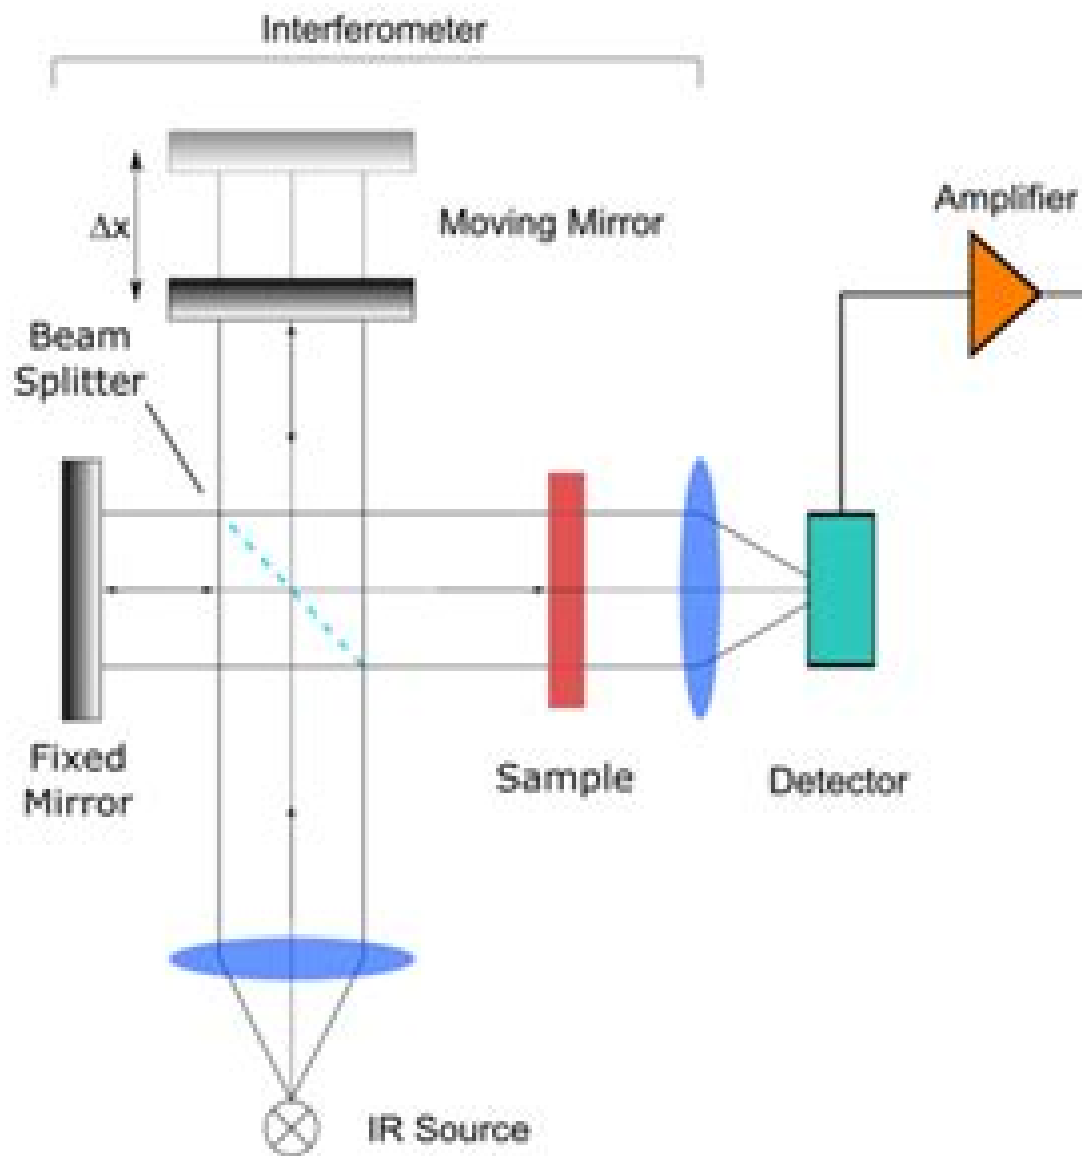 Interferometer
Δx
Moving Mirror
Amplifier
Beam
Splitter
Fixed
Mirror
Sample
Detector
IR Source